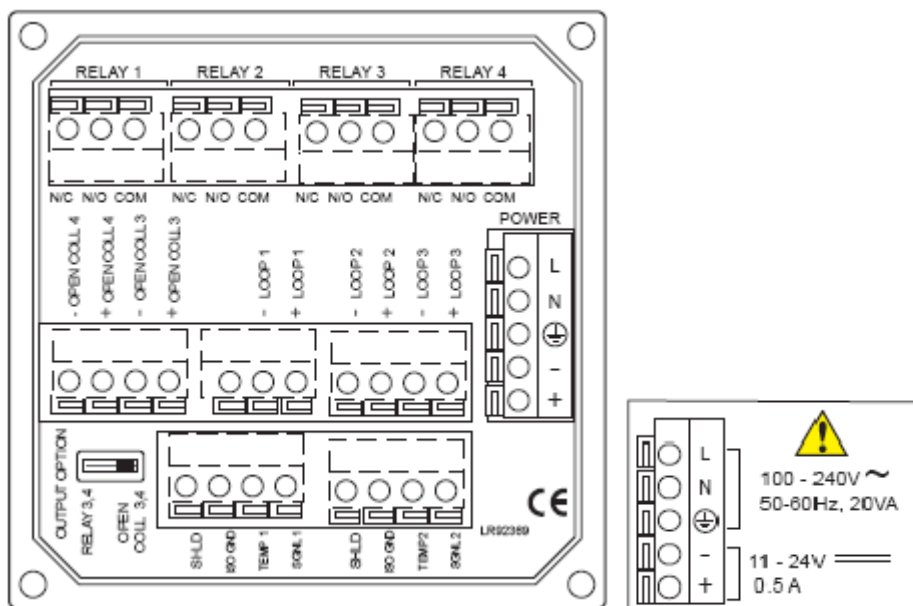 RELAY 1 RELAY 2 RELAY 3 RELAY 4
N/C N/O COM N/C N/O COM N/C N/O COM N/C N/O COM
- OPEN COLL 4
+ OPEN COLL 4
- OPEN COLL 3
+ OPEN COLL 3
- LOOP 1
+ LOOP 1
- LOOP 2
+ LOOP 2
- LOOP 3
+ LOOP 3
POWER
L
N
-
+
OUTPUT OPTION
RELAY 3,4
OPEN
COLL 3,4
SHLD
ISO GND
TEMP 1
SGNL 1
SHLD
ISO GND
TEMP2
SGNL 2
CE
LR92369
L
N
-
+
100 - 240V ~
50-60Hz, 20VA
11 - 24V
0.5 A